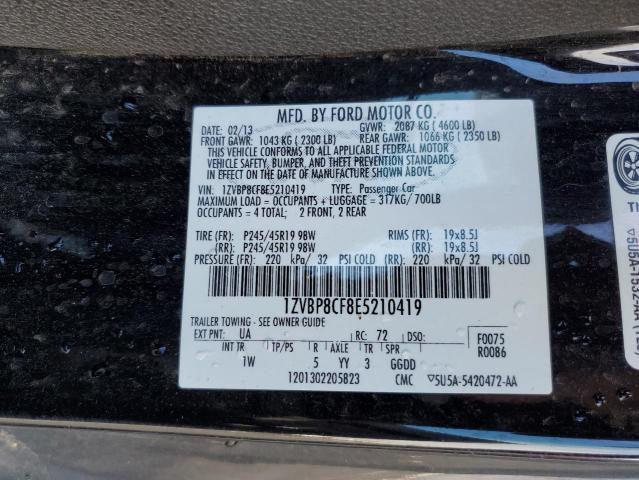 MFD. BY FORD MOTOR CO.
DATE: 02/13 GVWR: 2087 KG (4600 LB)
FRONT GAWR: 1043 KG (2300 LB) REAR GAWR: 1066 KG (2350 LB)
THIS VEHICLE CONFORMS TO ALL APPLICABLE FEDERAL MOTOR
VEHICLE SAFETY, BUMPER, AND THEFT PREVENTION STANDARDS
IN EFFECT ON THE DATE OF MANUFACTURE SHOWN ABOVE.
VIN: 1ZVBP8CF8E5210419 TYPE: Passenger Car
MAXIMUM LOAD = OCCUPANTS + LUGGAGE = 317KG/ 700LB
OCCUPANTS = 4 TOTAL; 2 FRONT, 2 REAR
TIRE (FR): P245/45R19 98W RIMS (FR): 19x8.5J
(RR): P245/45R19 98W (RR): 19x8.5J
PRESSURE (FR): 220 kPa/ 32 PSI COLD (RR): 220 kPa/ 32 PSI COLD
1ZVBP8CF8E5210419
TRAILER TOWING - SEE OWNER GUIDE
EXT PNT: UA RC: 72 DSO: F0075
INT TR TP/PS R AXLE TR SPR R0086
1W 5 YY 3 GGDD
1201302205823 CMC ▽5U5A-5420472-AA